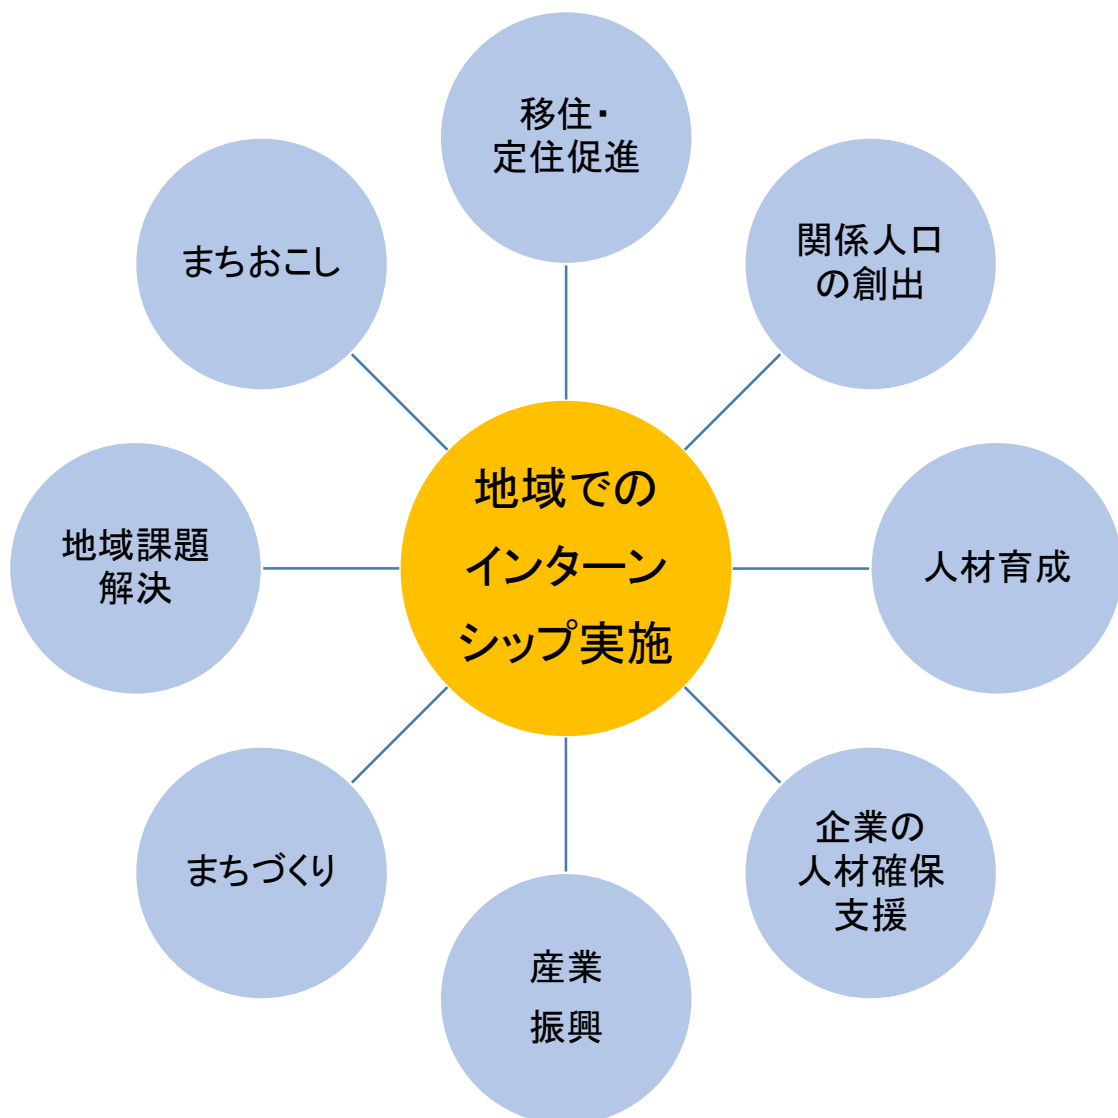 移住・
定住促進
関係人口
の創出
人材育成
企業の
人材確保
支援
産業
振興
まちづくり
地域課題
解決
まちおこし
地域での
インターン
シップ実施